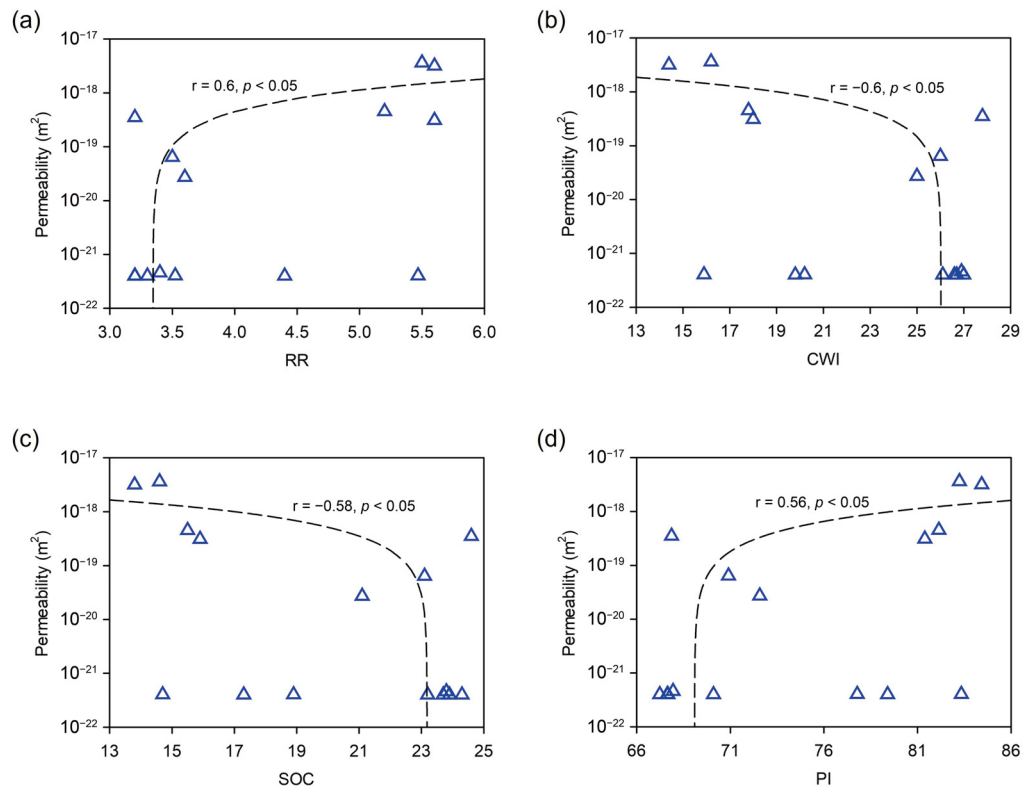 (a)
10⁻¹⁷
10⁻¹⁸
10⁻¹⁹
10⁻²⁰
10⁻²¹
10⁻²²
Permeability (m²)
r = 0.6, p < 0.05
3.0 3.5 4.0 4.5 5.0 5.5 6.0
RR
(b)
10⁻¹⁷
10⁻¹⁸
10⁻¹⁹
10⁻²⁰
10⁻²¹
10⁻²²
Permeability (m²)
r = −0.6, p < 0.05
13 15 17 19 21 23 25 27 29
CWI
(c)
10⁻¹⁷
10⁻¹⁸
10⁻¹⁹
10⁻²⁰
10⁻²¹
10⁻²²
Permeability (m²)
r = −0.58, p < 0.05
13 15 17 19 21 23 25
SOC
(d)
10⁻¹⁷
10⁻¹⁸
10⁻¹⁹
10⁻²⁰
10⁻²¹
10⁻²²
Permeability (m²)
r = 0.56, p < 0.05
66 71 76 81 86
PI